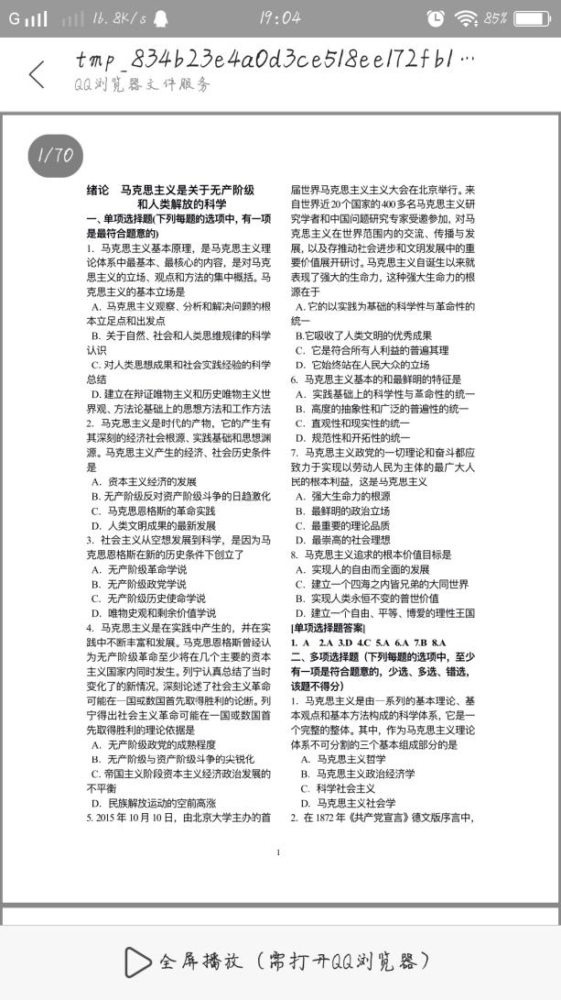 G 16.8K/s 19:04 85%
tmp_834b23e4a0d3ce518ee172fb1…
QQ浏览器文件服务
1/70
绪论 马克思主义是关于无产阶级
和人类解放的科学
一、单项选择题(下列每题的选项中,有一项
是最符合题意的)
1. 马克思主义基本原理，是马克思主义理
论体系中最基本、最核心的内容，是对马克
思主义的立场、观点和方法的集中概括。马
克思主义的基本立场是
A. 马克思主义观察、分析和解决问题的根
本立足点和出发点
B. 关于自然、社会和人类思维规律的科学
认识
C. 对人类思想成果和社会实践经验的科学
总结
D. 建立在辩证唯物主义和历史唯物主义世
界观、方法论基础上的思想方法和工作方法
2. 马克思主义是时代的产物，它的产生有
其深刻的经济社会根源、实践基础和思想渊
源。马克思主义产生的经济、社会历史条件
是
A. 资本主义经济的发展
B. 无产阶级反对资产阶级斗争的日趋激化
C. 马克思恩格斯的革命实践
D. 人类文明成果的最新发展
3. 社会主义从空想发展到科学，是因为马
克思恩格斯在新的历史条件下创立了
A. 无产阶级革命学说
B. 无产阶级政党学说
C. 无产阶级历史使命学说
D. 唯物史观和剩余价值学说
4. 马克思主义是在实践中产生的，并在实
践中不断丰富和发展。马克思恩格斯曾经认
为无产阶级革命至少将在几个主要的资本
主义国家内同时发生。列宁认真总结了当时
变化了的新情况，深刻论述了社会主义革命
可能在一国或数国首先取得胜利的论断。列
宁得出社会主义革命可能在一国或数国首
先取得胜利的理论依据是
A. 无产阶级政党的成熟程度
B. 无产阶级与资产阶级斗争的尖锐化
C. 帝国主义阶段资本主义经济政治发展的
不平衡
D. 民族解放运动的空前高涨
5. 2015 年 10 月 10 日，由北京大学主办的首
届世界马克思主义主义大会在北京举行。来
自世界近 20 个国家的 400 多名马克思主义研
究学者和中国问题研究专家受邀参加，对马
克思主义在世界范围内的交流、传播与发
展，以及存推动社会进步和文明发展中的重
要价值展开研讨。马克思主义自诞生以来就
表现了强大的生命力，这种强大生命力的根
源在于
A. 它的以实践为基础的科学性与革命性的
统一
B.它吸收了人类文明的优秀成果
C. 它是符合所有人利益的普遍其理
D. 它始终站在人民大众的立场
6. 马克思主义基本的和最鲜明的特征是
A. 实践基础上的科学性与革命性的统一
B. 高度的抽象性和广泛的普遍性的统一
C. 直观性和现实性的统一
D. 规范性和开拓性的统一
7. 马克思主义政党的一切理论和奋斗都应
致力于实现以劳动人民为主体的最广大人
民的根本利益，这是马克思主义
A. 强大生命力的根源
B. 最鲜明的政治立场
C. 最重要的理论品质
D. 最崇高的社会理想
8. 马克思主义追求的根本价值目标是
A. 实现人的自由而全面的发展
C. 建立一个四海之内皆兄弟的大同世界
B. 实现人类永恒不变的普世价值
D. 建立一个自由、平等、博爱的理性王国
[单项选择题答案]
1. A 2.A 3.D 4.C 5.A 6.A 7.B 8.A
二、多项选择题（下列每题的选项中，至少
有一项是符合题意的，少选、多选、错选，
该题不得分）
1. 马克思主义是由一系列的基本理论、基
本观点和基本方法构成的科学体系，它是一
个完整的整体。其中，作为马克思主义理论
体系不可分割的三个基本组成部分的是
A. 马克思主义哲学
B. 马克思主义政治经济学
C. 科学社会主义
D. 马克思主义社会学
2. 在 1872 年《共产党宣言》德文版序言中，
1
全屏播放（需打开QQ浏览器）